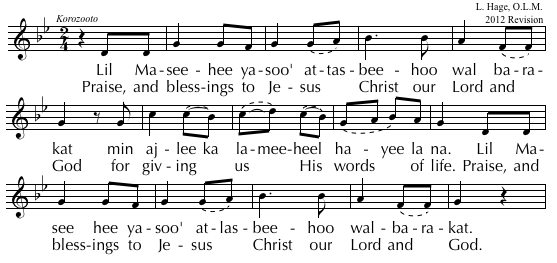 L. Hage, O.L.M.
Korozooto
2012 Revision
Lil Ma-see - hee ya-soo' at-tas-bee - hoo wal ba-ra-
Praise, and bless-ings to Je - sus Christ our Lord and
kat min aj - lee ka la-mee-heel ha - yee la na. Lil Ma-
God for giv - ing us His words of life. Praise, and
see hee ya-soo' at-las-bee - hoo wal - ba-ra-kat.
bless-ings to Je - sus Christ our Lord and God.